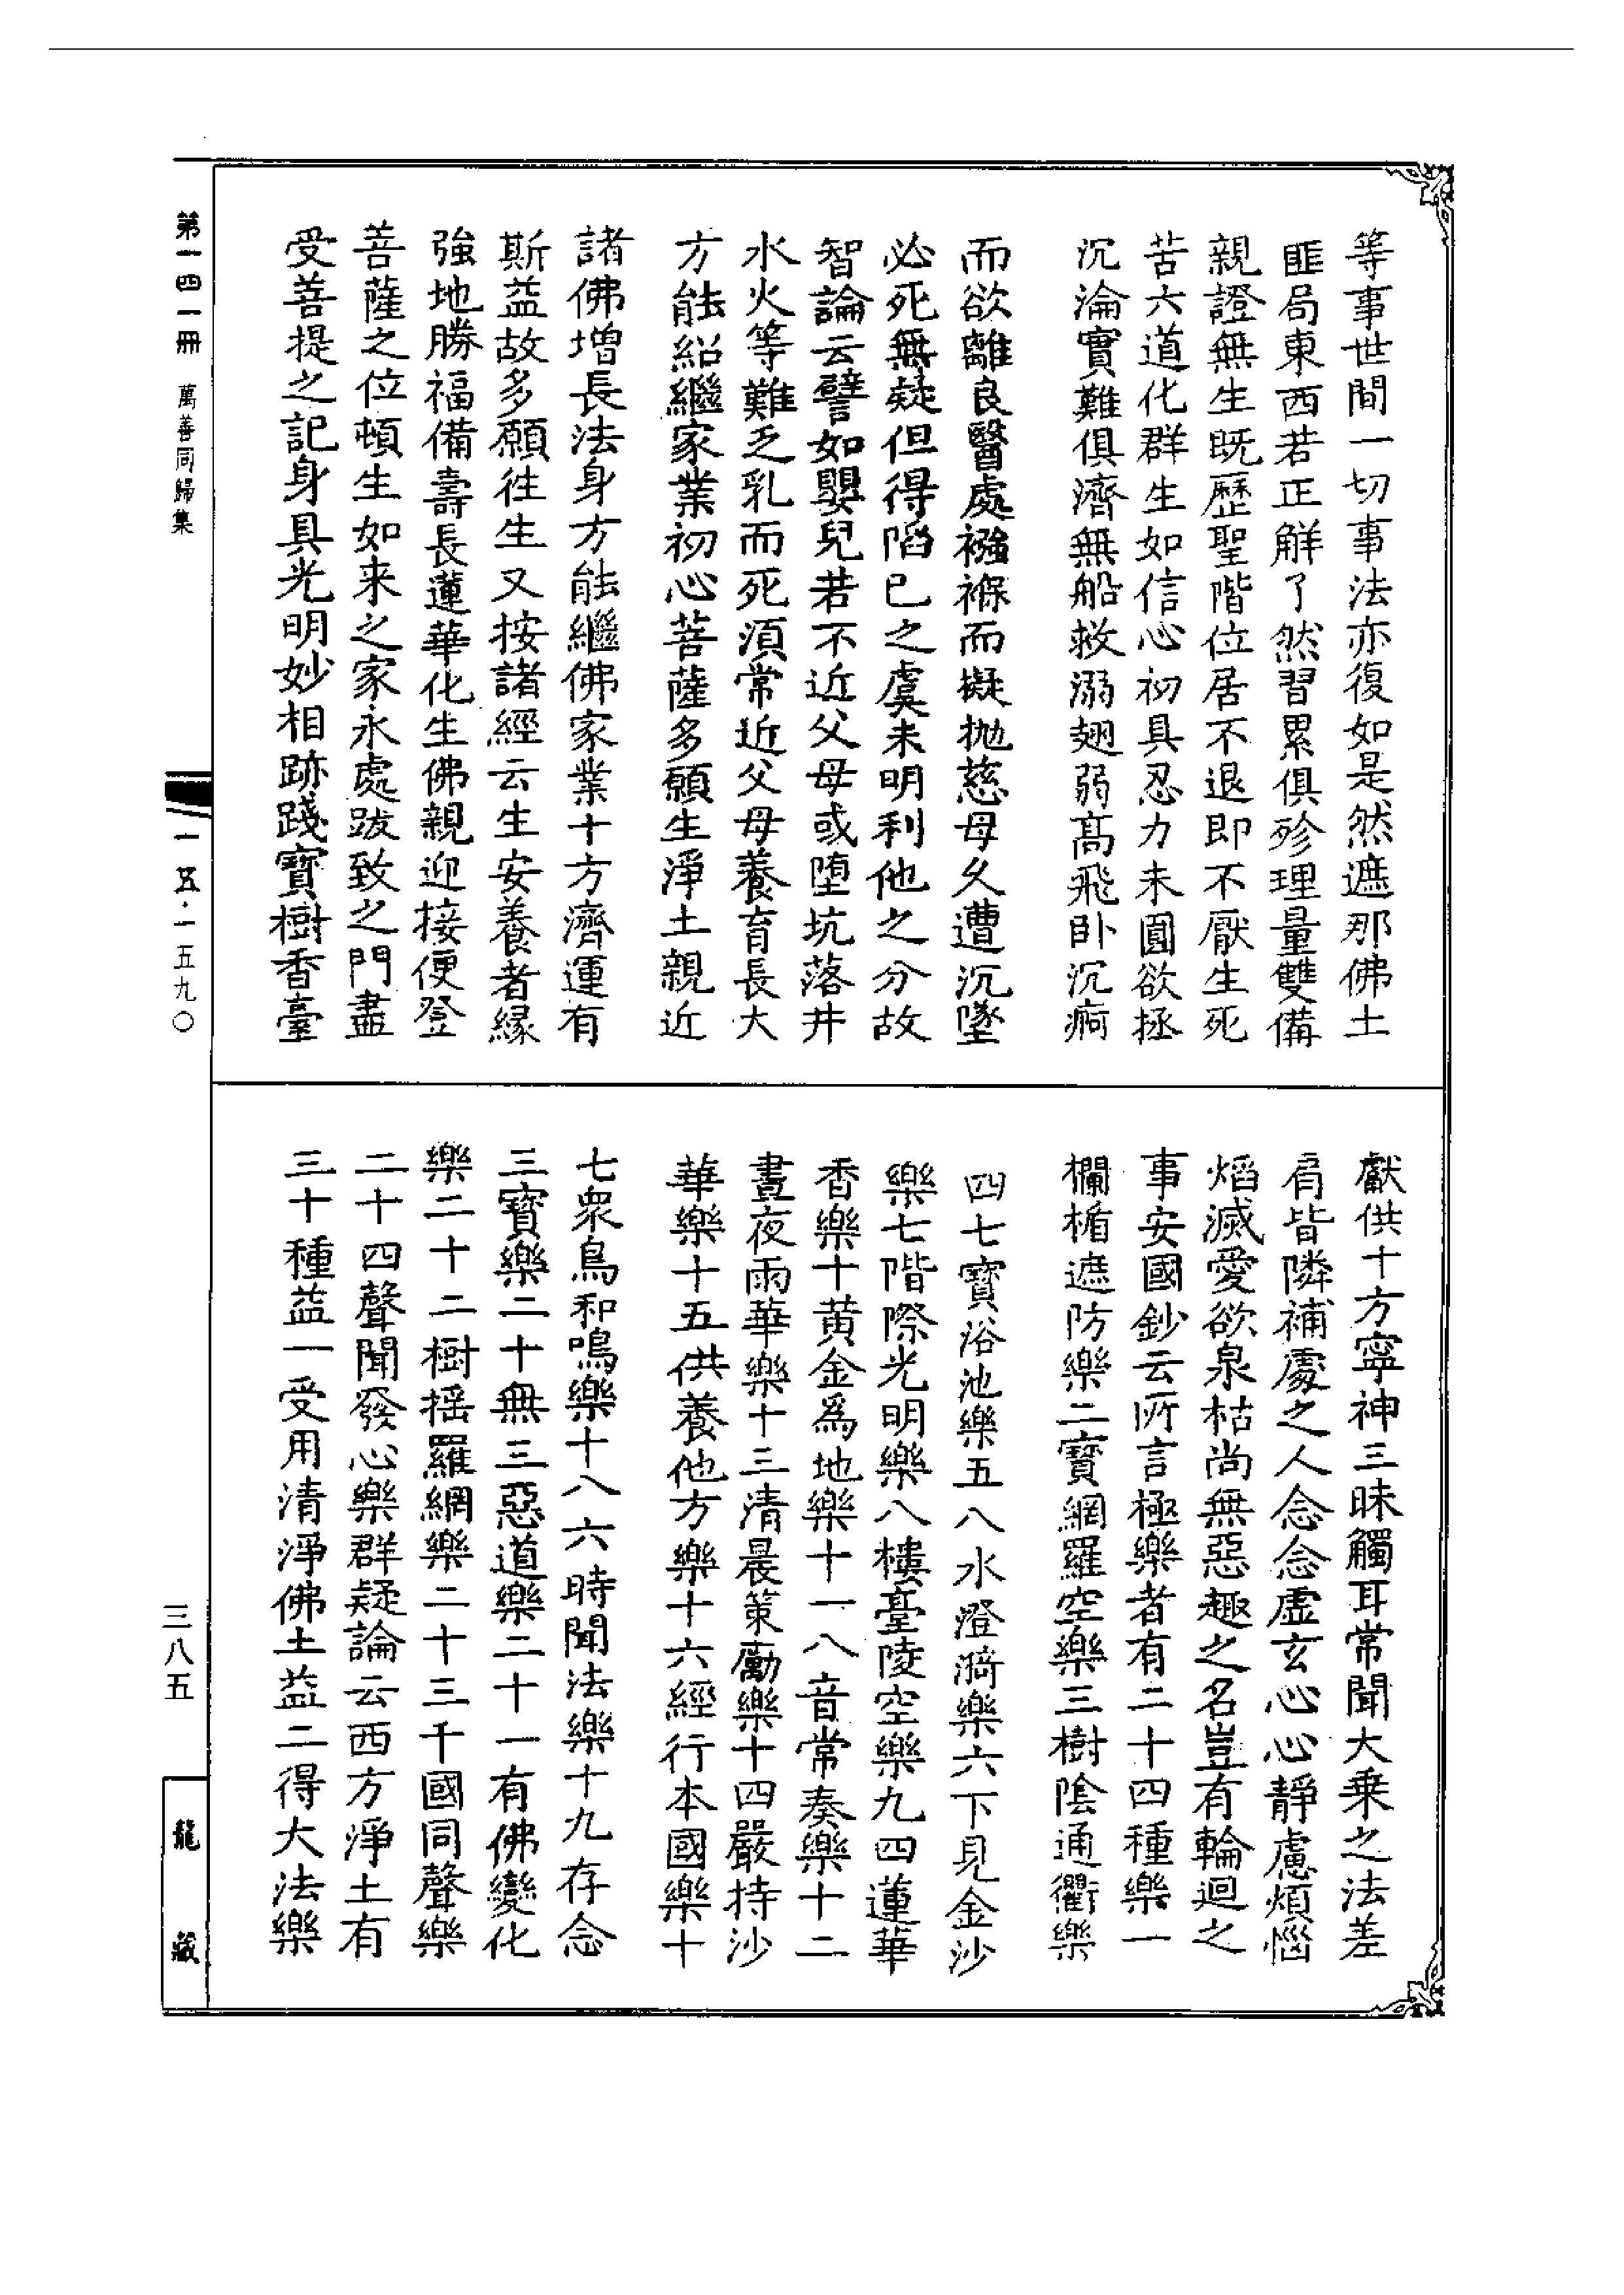 等事世間一切事法亦復如是然遮那佛土
匪局東西若正解了然習累俱殄理量雙備
親證無生既歷聖階位居不退即不厭生死
苦六道化群生如信心初具忍力未圓欲拯
沉淪實難俱濟無船救溺翅弱高飛臥沉痾
而欲離良醫處襁褓而擬拋慈母久遭沉墜
必死無疑但得陷已之虞未明利他之分故
智論云譬如嬰兒若不近父母或墮坑落井
水火等難乏乳而死須常近父母養育長大
方能紹繼家業初心菩薩多願生淨土親近
諸佛增長法身方能繼佛家業十方濟運有
斯益故多願往生又按諸經云生安養者緣
強地勝福備壽長蓮華化生佛親迎接便登
菩薩之位頓生如来之家永處跋致之門盡
受菩提之記身具光明妙相跡踐寶樹香臺
獻供十方寧神三昧觸耳常聞大乗之法差
肩皆隣補處之人念念虛玄心心靜慮煩惱
焰滅愛欲泉枯尚無惡趣之名豈有輪迴之
事安國鈔云所言極樂者有二十四種樂一
欄楯遮防樂二寶網羅空樂三樹陰通衢樂
四七寶浴池樂五八水澄漪樂六下見金沙
樂七階際光明樂八樓臺陵空樂九四蓮華
香樂十黄金為地樂十一八音常奏樂十二
晝夜雨華樂十三清晨策勵樂十四嚴持沙
華樂十五供養他方樂十六經行本國樂十
七衆鳥和鳴樂十八六時聞法樂十九存念
三寶樂二十無三惡道樂二十一有佛變化
樂二十二樹揺羅網樂二十三千國同聲樂
二十四聲聞發心樂群疑論云西方淨土有
三十種益一受用清淨佛土益二得大法樂
第一四一冊 萬善同歸集
一五·一五九〇
三八五
龍藏